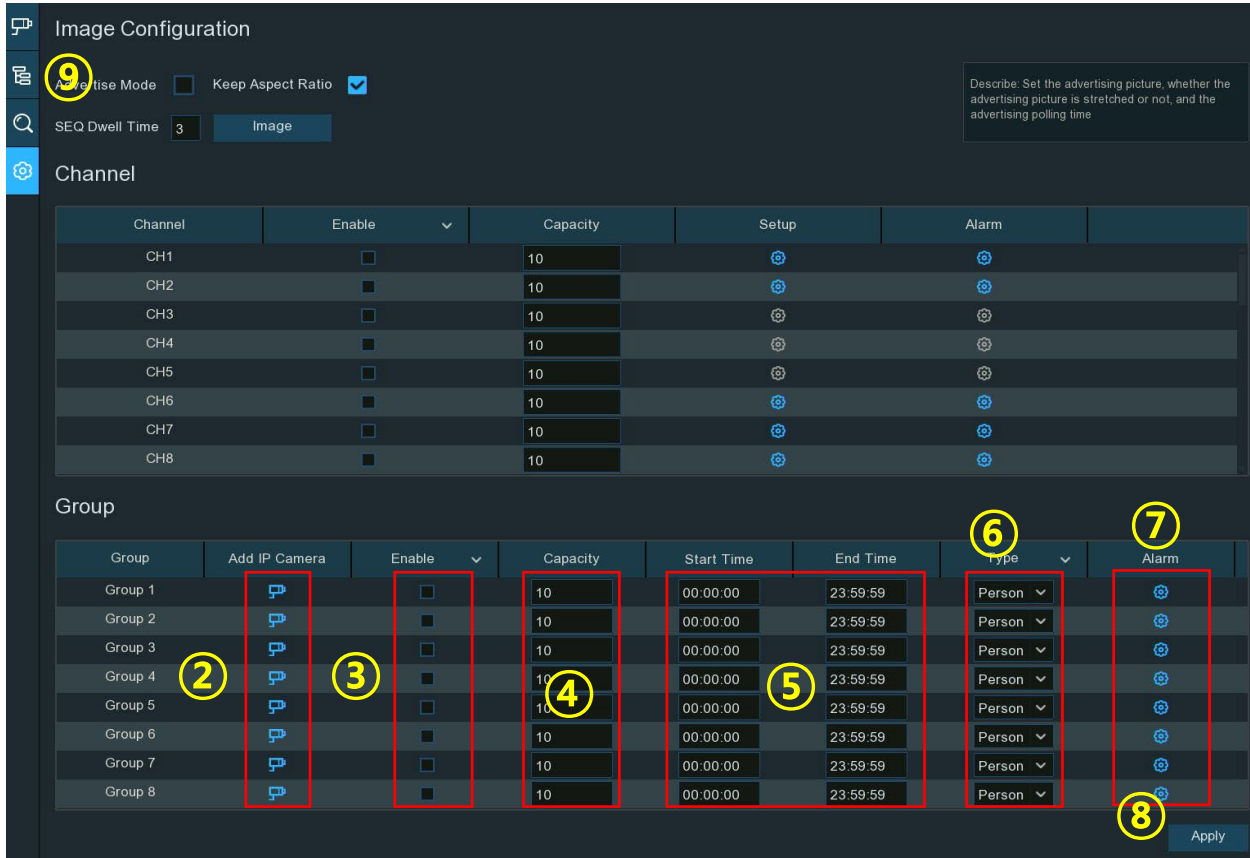 Image Configuration
⑨
Advertise Mode Keep Aspect Ratio
Describe: Set the advertising picture, whether the
advertising picture is stretched or not, and the
advertising polling time
SEQ Dwell Time 3 Image
Channel
Channel Enable Capacity Setup Alarm
CH1 10
CH2 10
CH3 10
CH4 10
CH5 10
CH6 10
CH7 10
CH8 10
Group
⑥ ⑦
Group Add IP Camera Enable Capacity Start Time End Time Type Alarm
Group 1 10 00:00:00 23:59:59 Person
Group 2 10 00:00:00 23:59:59 Person
Group 3 10 00:00:00 23:59:59 Person
Group 4 10 00:00:00 23:59:59 Person
② ③ ④ ⑤
Group 5 10 00:00:00 23:59:59 Person
Group 6 10 00:00:00 23:59:59 Person
Group 7 10 00:00:00 23:59:59 Person
Group 8 10 00:00:00 23:59:59 Person
⑧
Apply